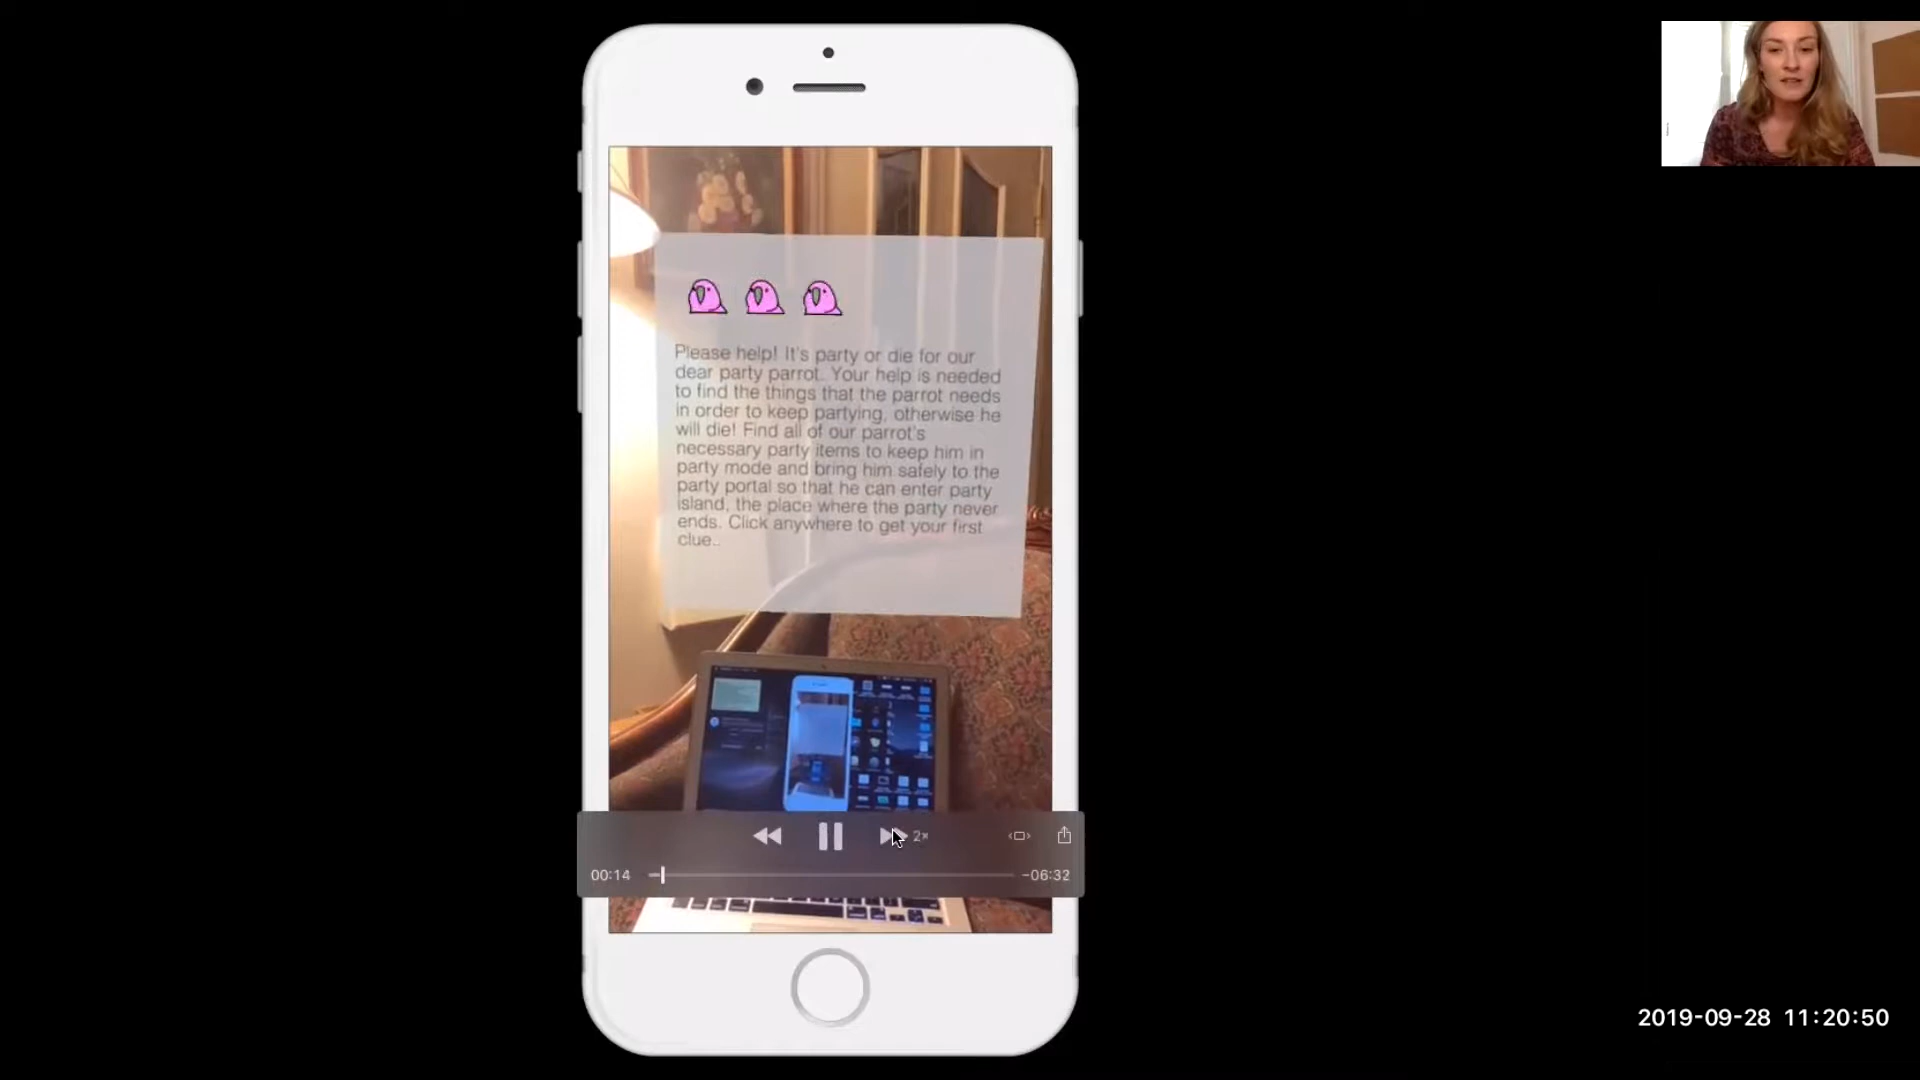 Please help! It's party or die for our
dear party parrot. Your help is needed
to find the things that the parrot needs
in order to keep partying, otherwise he
will die! Find all of our parrot's
necessary party items to keep him in
party mode and bring him safely to the
party portal so that he can enter party
island, the place where the party never
ends. Click anywhere to get your first
clue..
2×
00:14
-06:32
2019-09-28 11:20:50